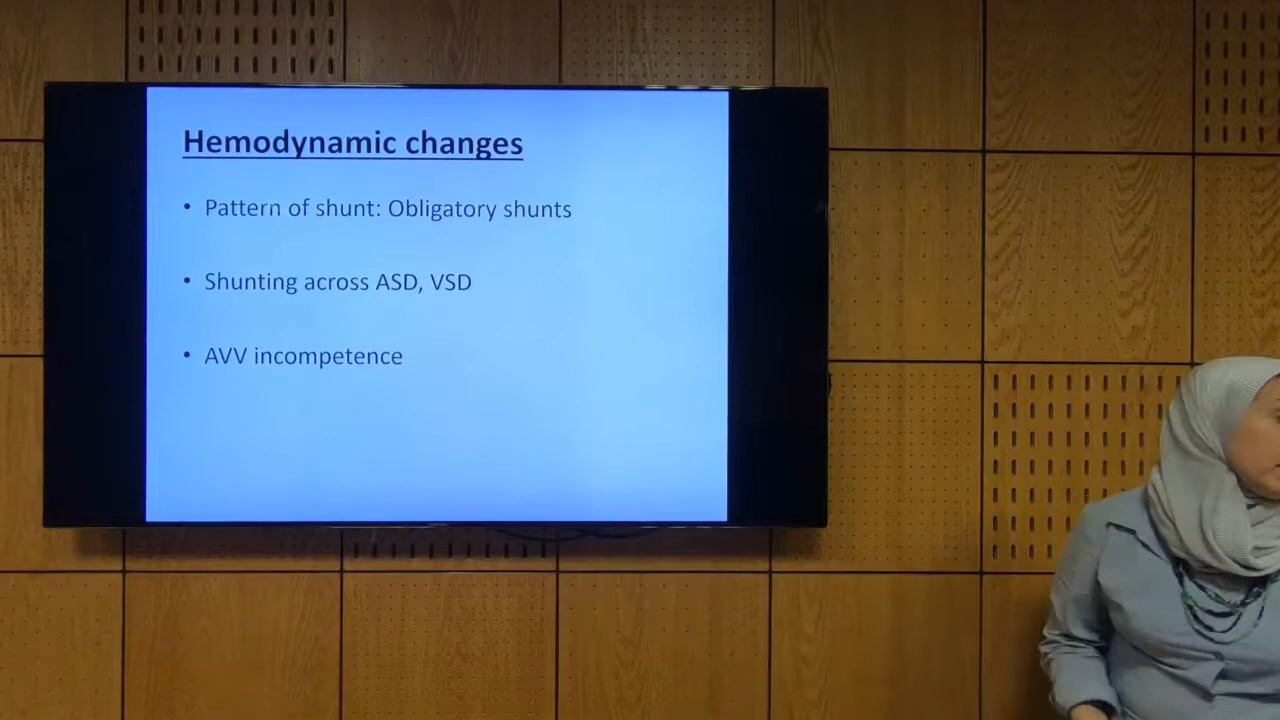 Hemodynamic changes
• Pattern of shunt: Obligatory shunts
• Shunting across ASD, VSD
• AVV incompetence